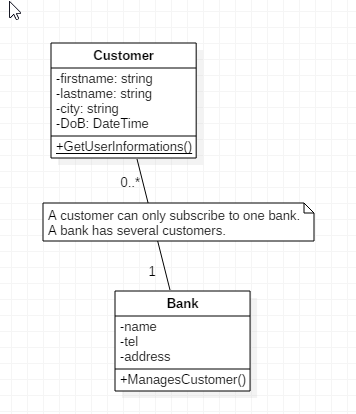 Customer
-firstname: string
-lastname: string
-city: string
-DoB: DateTime
+GetUserInformations()
0..*
A customer can only subscribe to one bank.
A bank has several customers.
1
Bank
-name
-tel
-address
+ManagesCustomer()